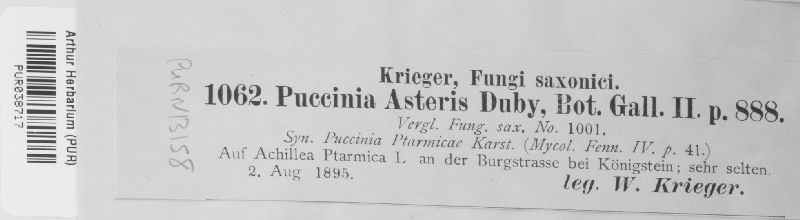 Arthur Herbarium (PUR)
PUR038717
PURN13158
Krieger, Fungi saxonici.
1062. Puccinia Asteris Duby, Bot. Gall. II. p. 888.
Vergl. Fung. sax. No. 1001.
Syn. Puccinia Ptarmicae Karst. (Mycol. Fenn. IV. p. 41.)
Auf Achillea Ptarmica L. an der Burgstrasse bei Königstein; sehr selten.
2. Aug 1895.
leg. W. Krieger.